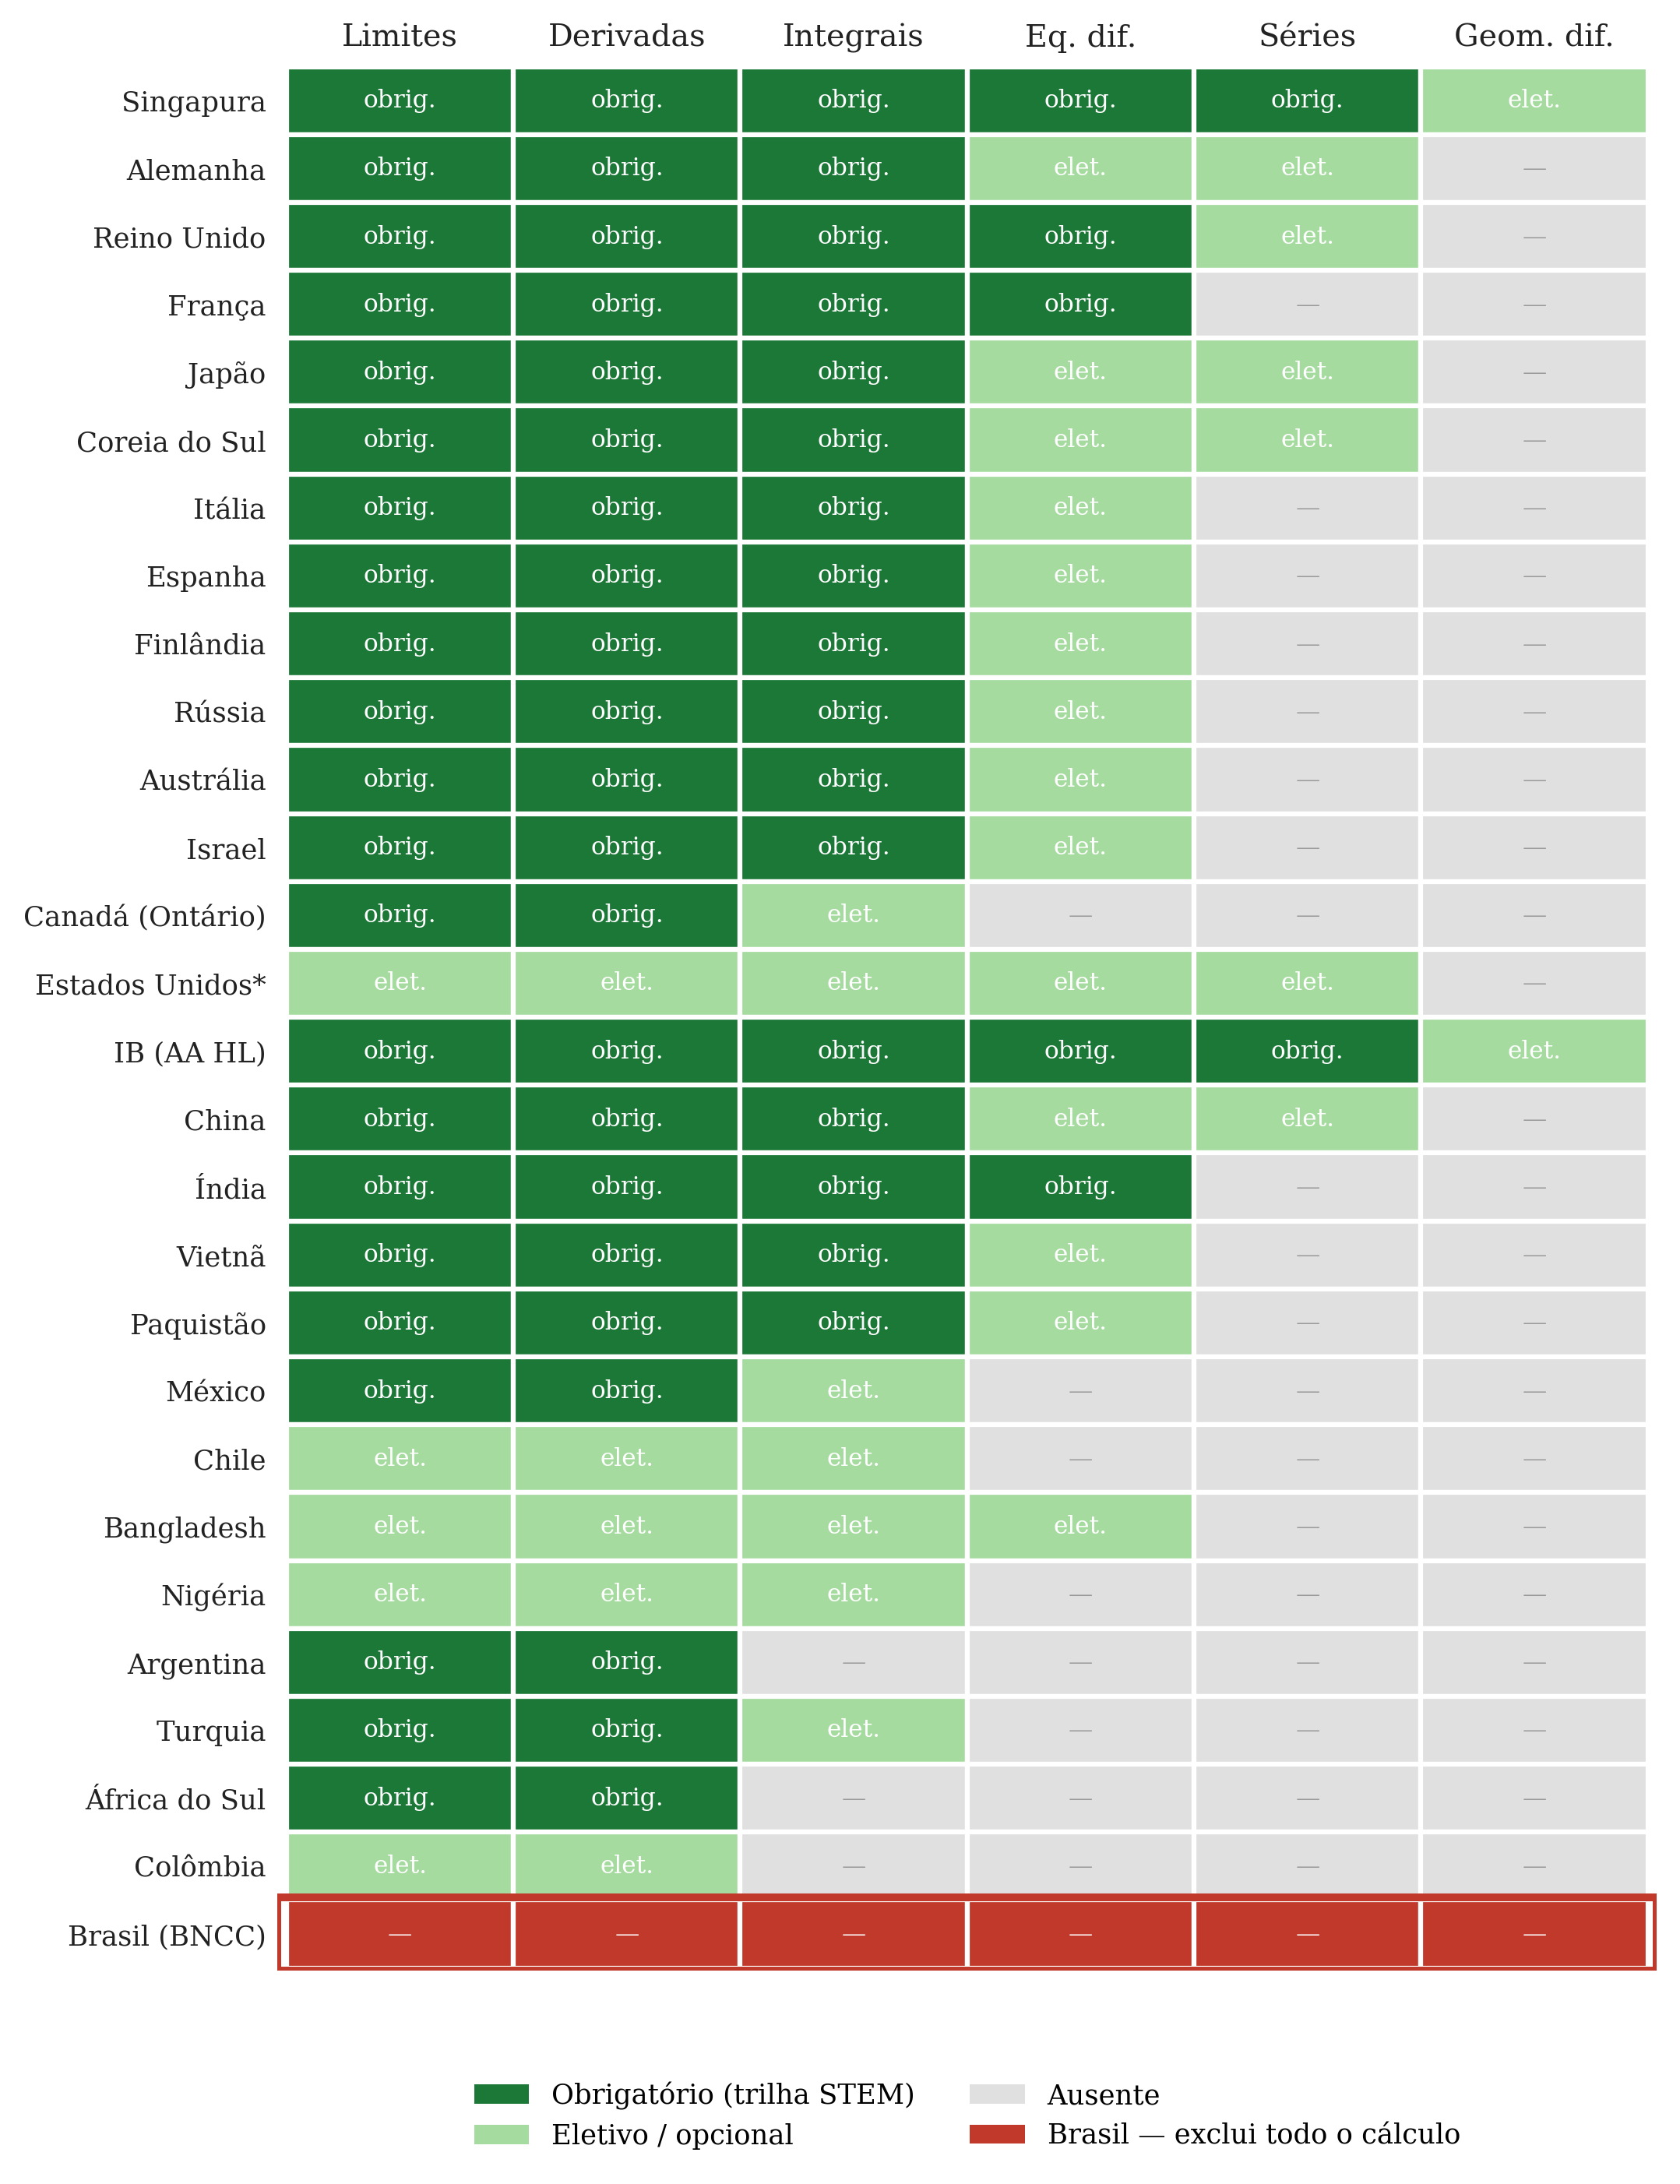 Limites Derivadas Integrais Eq. dif. Séries Geom. dif.
Singapura obrig. obrig. obrig. obrig. obrig. elet.
Alemanha obrig. obrig. obrig. elet. elet. —
Reino Unido obrig. obrig. obrig. obrig. elet. —
França obrig. obrig. obrig. obrig. — —
Japão obrig. obrig. obrig. elet. elet. —
Coreia do Sul obrig. obrig. obrig. elet. elet. —
Itália obrig. obrig. obrig. elet. — —
Espanha obrig. obrig. obrig. elet. — —
Finlândia obrig. obrig. obrig. elet. — —
Rússia obrig. obrig. obrig. elet. — —
Austrália obrig. obrig. obrig. elet. — —
Israel obrig. obrig. obrig. elet. — —
Canadá (Ontário) obrig. obrig. elet. — — —
Estados Unidos* elet. elet. elet. elet. elet. —
IB (AA HL) obrig. obrig. obrig. obrig. obrig. elet.
China obrig. obrig. obrig. elet. elet. —
Índia obrig. obrig. obrig. obrig. — —
Vietnã obrig. obrig. obrig. elet. — —
Paquistão obrig. obrig. obrig. elet. — —
México obrig. obrig. elet. — — —
Chile elet. elet. elet. — — —
Bangladesh elet. elet. elet. elet. — —
Nigéria elet. elet. elet. — — —
Argentina obrig. obrig. — — — —
Turquia obrig. obrig. elet. — — —
África do Sul obrig. obrig. — — — —
Colômbia elet. elet. — — — —
Brasil (BNCC) — — — — — —
Obrigatório (trilha STEM) Ausente
Eletivo / opcional Brasil — exclui todo o cálculo